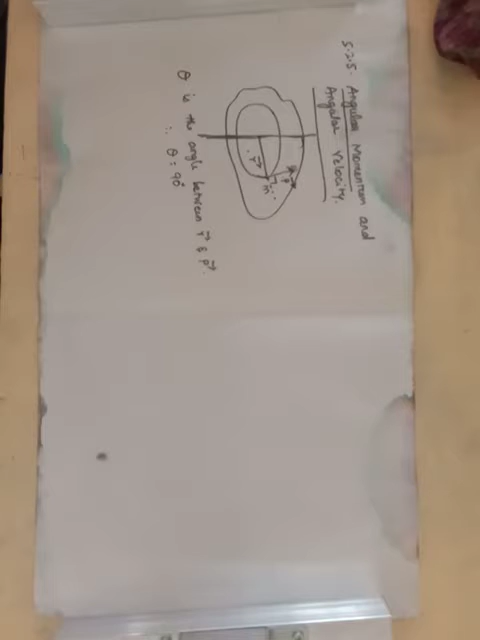 5.2.5. Angular Momentum and
Angular Velocity.
r⃗
p⃗
m
θ is the angle between r⃗ & p⃗.
∴ θ = 90°